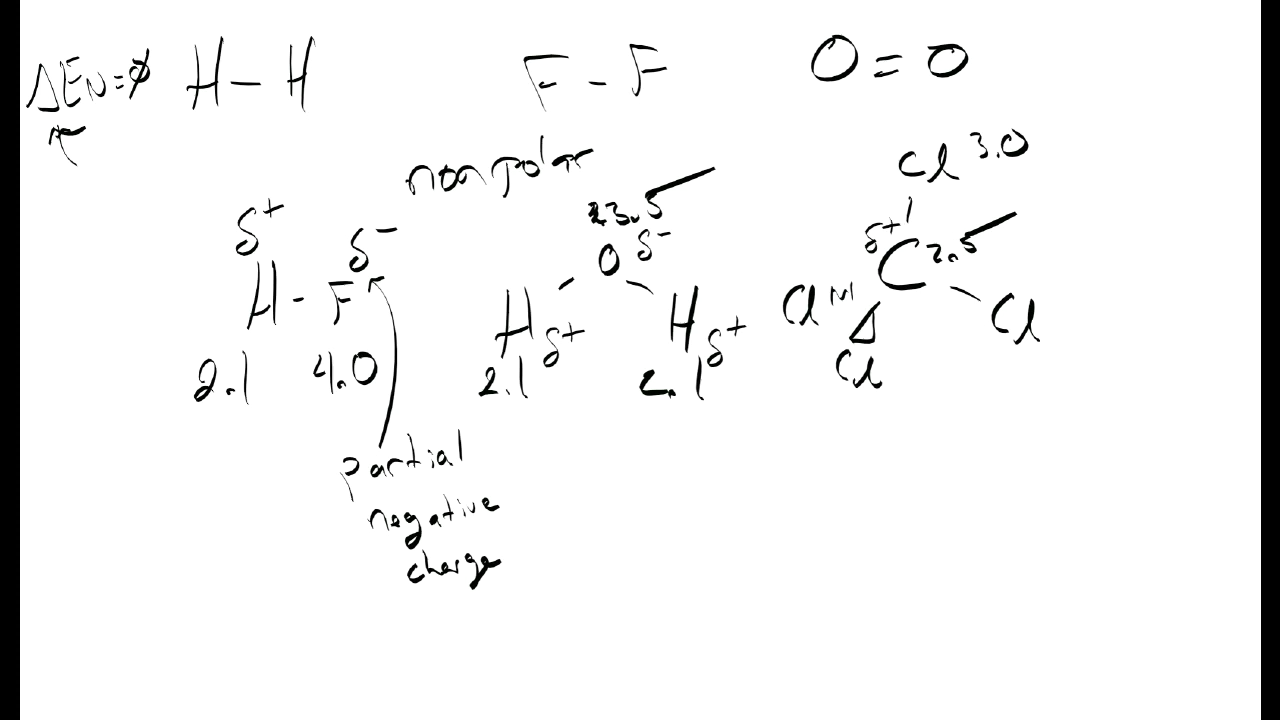 ΔEN=∅ H-H F-F O=O
nonpolar
Cl 3.0
δ+ δ- 3.5
H-F O δ- δ+ C 2.5
H δ+ H δ+ Cl Cl Cl
2.1 4.0 2.1 2.1
partial
negative
charge